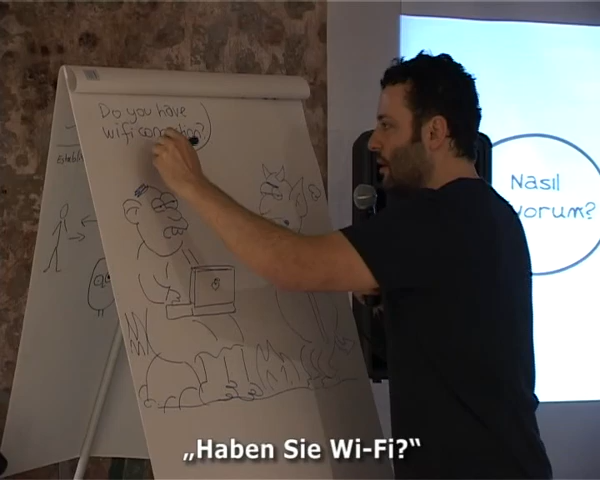 Do you have
wifi connection?
Nasıl
„Haben Sie Wi-Fi?“